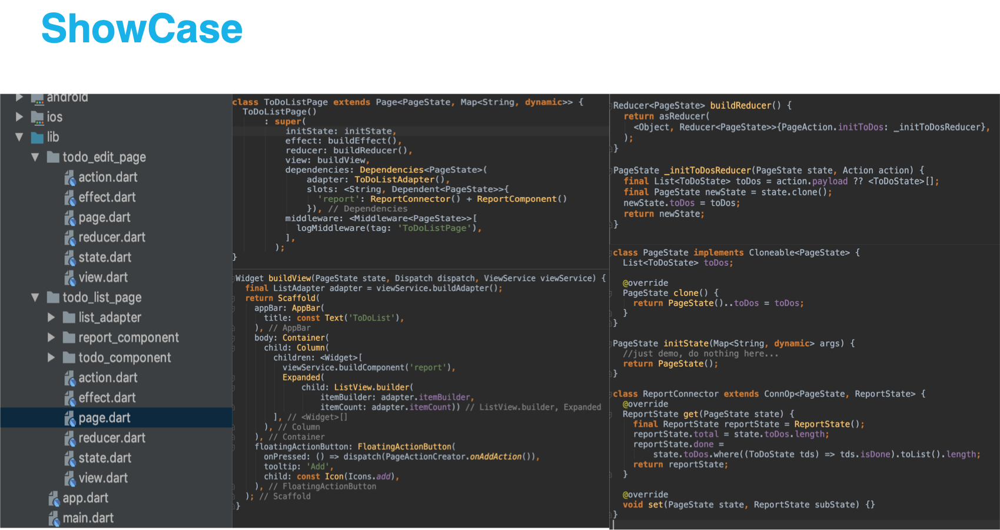 ShowCase
android
ios
lib
todo_edit_page
action.dart
effect.dart
page.dart
reducer.dart
state.dart
view.dart
todo_list_page
list_adapter
report_component
todo_component
action.dart
effect.dart
page.dart
reducer.dart
state.dart
view.dart
app.dart
main.dart
class ToDoListPage extends Page<PageState, Map<String, dynamic>> {
ToDoListPage()
: super(
initState: initState,
effect: buildEffect(),
reducer: buildReducer(),
view: buildView,
dependencies: Dependencies<PageState>(
adapter: ToDoListAdapter(),
slots: <String, Dependent<PageState>>{
'report': ReportConnector() + ReportComponent()
}), // Dependencies
middleware: <Middleware<PageState>>[
logMiddleware(tag: 'ToDoListPage'),
],
);
}
Widget buildView(PageState state, Dispatch dispatch, ViewService viewService) {
final ListAdapter adapter = viewService.buildAdapter();
return Scaffold(
appBar: AppBar(
title: const Text('ToDoList'),
), // AppBar
body: Container(
child: Column(
children: <Widget>[
viewService.buildComponent('report'),
Expanded(
child: ListView.builder(
itemBuilder: adapter.itemBuilder,
itemCount: adapter.itemCount)) // ListView.builder, Expanded
], // <Widget>[]
), // Column
), // Container
floatingActionButton: FloatingActionButton(
onPressed: () => dispatch(PageActionCreator.onAddAction()),
tooltip: 'Add',
child: const Icon(Icons.add),
), // FloatingActionButton
); // Scaffold
}
Reducer<PageState> buildReducer() {
return asReducer(
<Object, Reducer<PageState>>{PageAction.initToDos: _initToDosReducer},
);
}
PageState _initToDosReducer(PageState state, Action action) {
final List<ToDoState> toDos = action.payload ?? <ToDoState>[];
final PageState newState = state.clone();
newState.toDos = toDos;
return newState;
}
class PageState implements Cloneable<PageState> {
List<ToDoState> toDos;
@override
PageState clone() {
return PageState()..toDos = toDos;
}
}
PageState initState(Map<String, dynamic> args) {
//just demo, do nothing here...
return PageState();
}
class ReportConnector extends ConnOp<PageState, ReportState> {
@override
ReportState get(PageState state) {
final ReportState reportState = ReportState();
reportState.total = state.toDos.length;
reportState.done =
state.toDos.where((ToDoState tds) => tds.isDone).toList().length;
return reportState;
}
@override
void set(PageState state, ReportState subState) {}
}